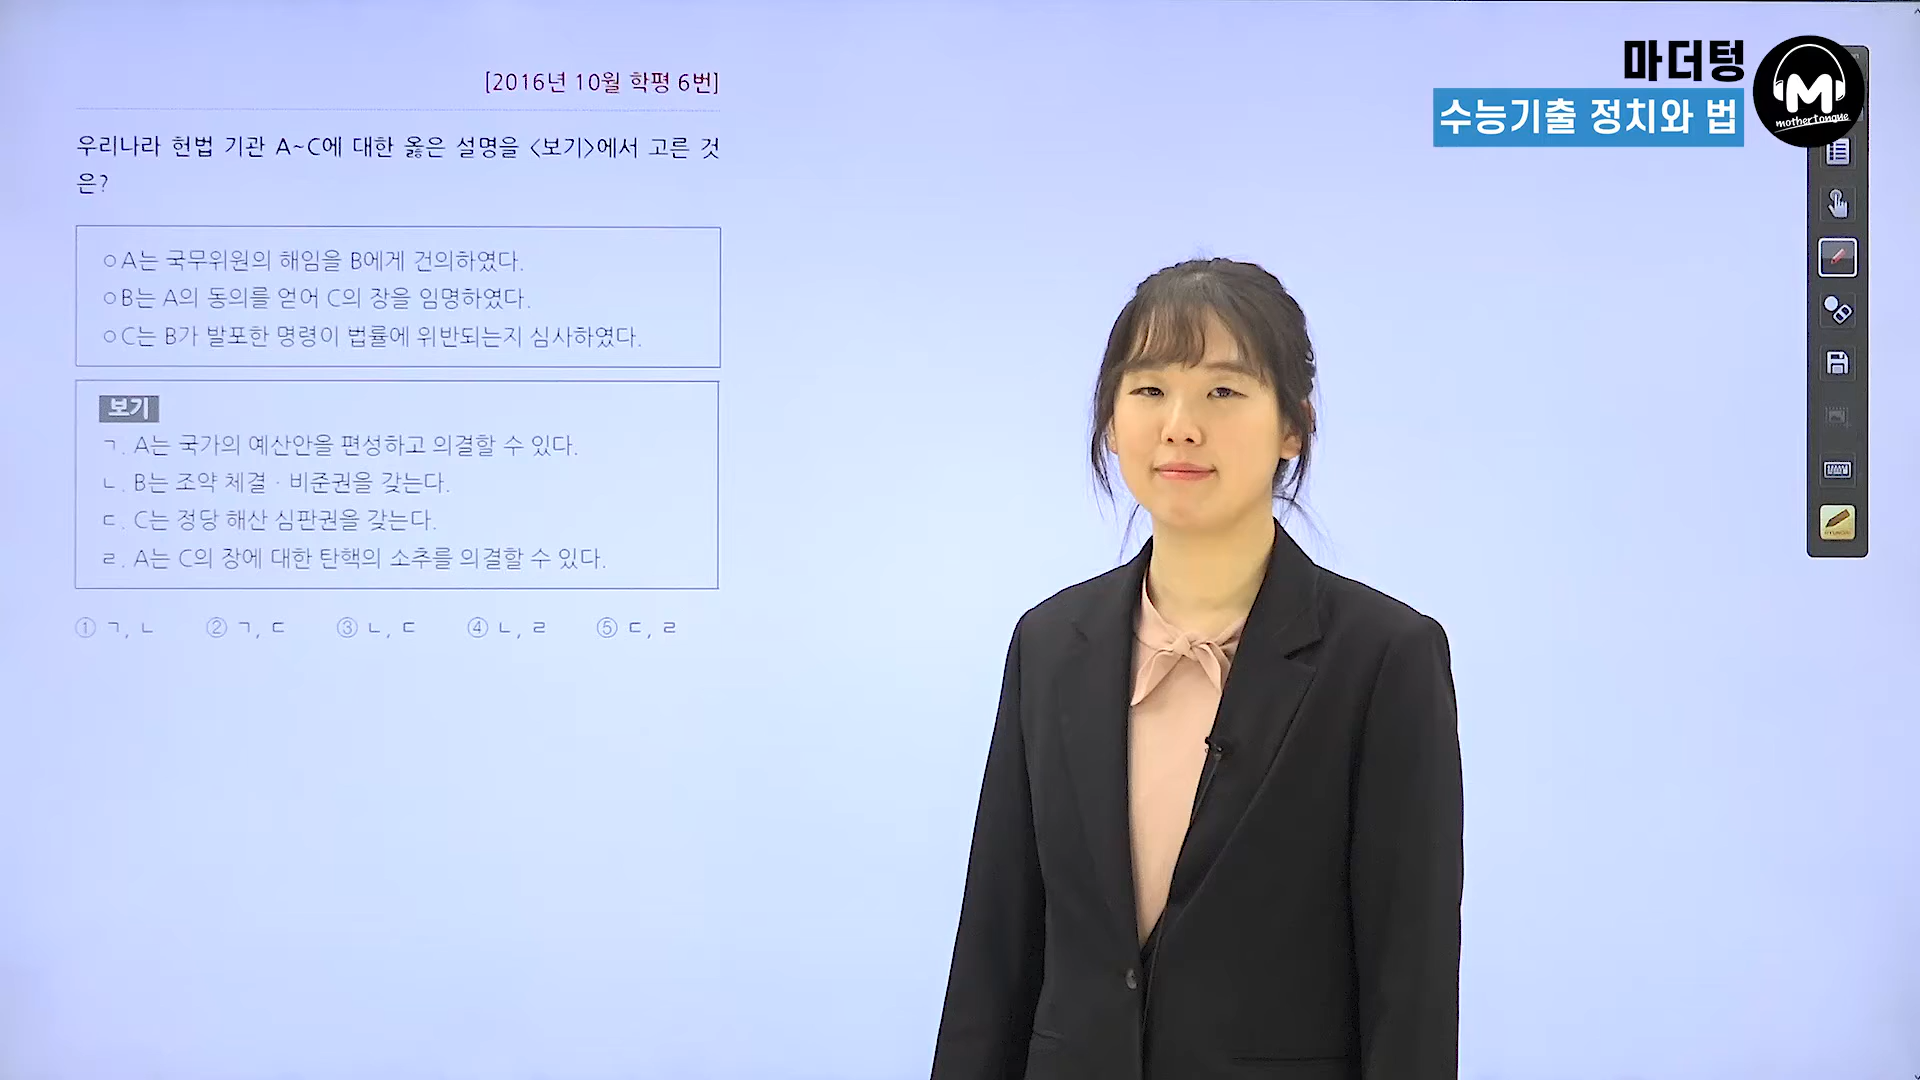 마더텅
수능기출 정치와 법
M
mothertongue
[2016년 10월 학평 6번]
우리나라 헌법 기관 A~C에 대한 옳은 설명을 <보기>에서 고른 것
은?
○A는 국무위원의 해임을 B에게 건의하였다.
○B는 A의 동의를 얻어 C의 장을 임명하였다.
○C는 B가 발포한 명령이 법률에 위반되는지 심사하였다.
보기
ㄱ. A는 국가의 예산안을 편성하고 의결할 수 있다.
ㄴ. B는 조약 체결·비준권을 갖는다.
ㄷ. C는 정당 해산 심판권을 갖는다.
ㄹ. A는 C의 장에 대한 탄핵의 소추를 의결할 수 있다.
① ㄱ, ㄴ ② ㄱ, ㄷ ③ ㄴ, ㄷ ④ ㄴ, ㄹ ⑤ ㄷ, ㄹ